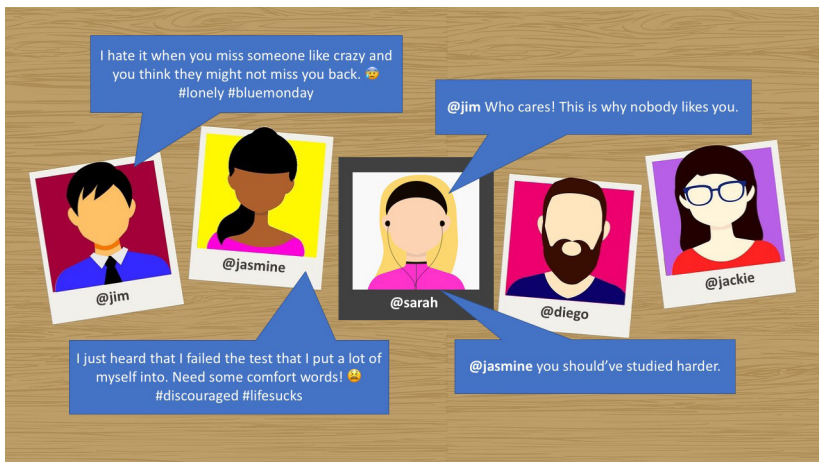 I hate it when you miss someone like crazy and
you think they might not miss you back. 😰
#lonely #bluemonday
@jim Who cares! This is why nobody likes you.
@jim
@jasmine
@sarah
@diego
@jackie
I just heard that I failed the test that I put a lot of
myself into. Need some comfort words! 😫
#discouraged #lifesucks
@jasmine you should’ve studied harder.